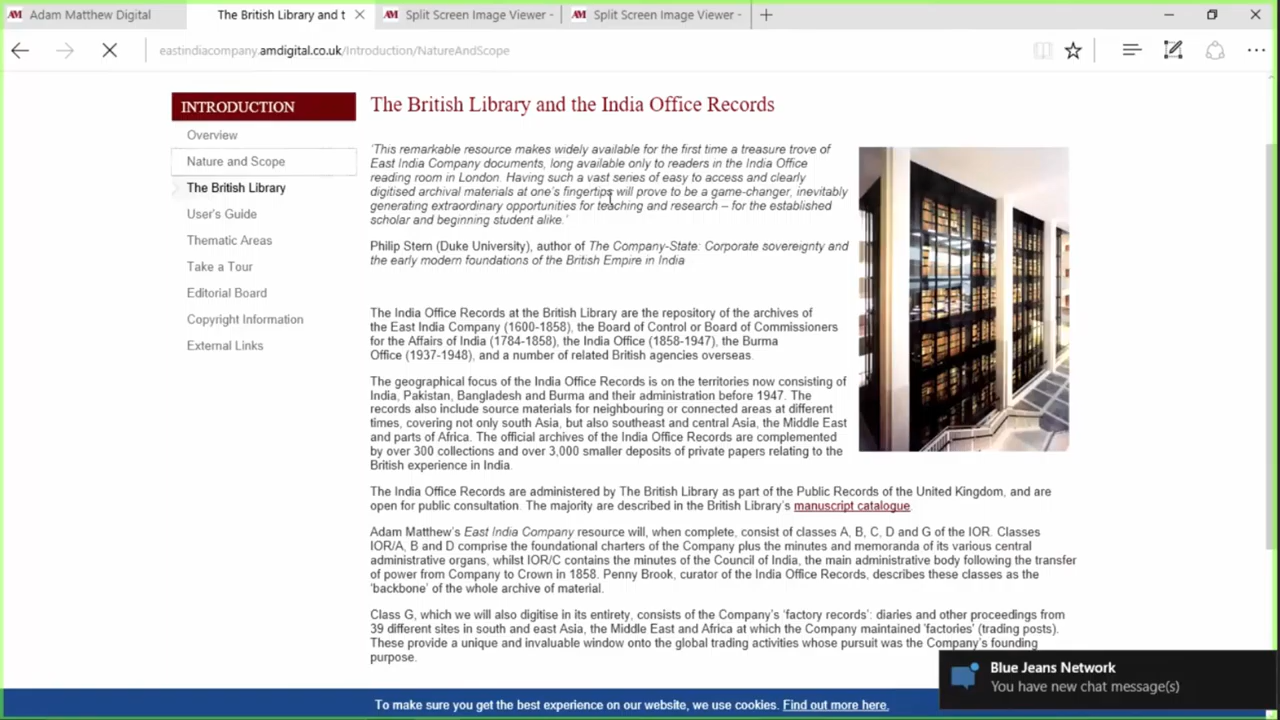 Adam Matthew Digital
The British Library and t
Split Screen Image Viewer -
Split Screen Image Viewer -
eastindiacompany.amdigital.co.uk/Introduction/NatureAndScope
INTRODUCTION
Overview
Nature and Scope
The British Library
User's Guide
Thematic Areas
Take a Tour
Editorial Board
Copyright Information
External Links
The British Library and the India Office Records
'This remarkable resource makes widely available for the first time a treasure trove of
East India Company documents, long available only to readers in the India Office
reading room in London. Having such a vast series of easy to access and clearly
digitised archival materials at one's fingertips will prove to be a game-changer, inevitably
generating extraordinary opportunities for teaching and research – for the established
scholar and beginning student alike.'
Philip Stern (Duke University), author of The Company-State: Corporate sovereignty and
the early modern foundations of the British Empire in India
The India Office Records at the British Library are the repository of the archives of
the East India Company (1600-1858), the Board of Control or Board of Commissioners
for the Affairs of India (1784-1858), the India Office (1858-1947), the Burma
Office (1937-1948), and a number of related British agencies overseas.
The geographical focus of the India Office Records is on the territories now consisting of
India, Pakistan, Bangladesh and Burma and their administration before 1947. The
records also include source materials for neighbouring or connected areas at different
times, covering not only south Asia, but also southeast and central Asia, the Middle East
and parts of Africa. The official archives of the India Office Records are complemented
by over 300 collections and over 3,000 smaller deposits of private papers relating to the
British experience in India.
The India Office Records are administered by The British Library as part of the Public Records of the United Kingdom, and are
open for public consultation. The majority are described in the British Library's manuscript catalogue.
Adam Matthew's East India Company resource will, when complete, consist of classes A, B, C, D and G of the IOR. Classes
IOR/A, B and D comprise the foundational charters of the Company plus the minutes and memoranda of its various central
administrative organs, whilst IOR/C contains the minutes of the Council of India, the main administrative body following the transfer
of power from Company to Crown in 1858. Penny Brook, curator of the India Office Records, describes these classes as the
'backbone' of the whole archive of material.
Class G, which we will also digitise in its entirety, consists of the Company's 'factory records': diaries and other proceedings from
39 different sites in south and east Asia, the Middle East and Africa at which the Company maintained 'factories' (trading posts).
These provide a unique and invaluable window onto the global trading activities whose pursuit was the Company's founding
purpose.
Blue Jeans Network
You have new chat message(s)
To make sure you get the best experience on our website, we use cookies. Find out more here.